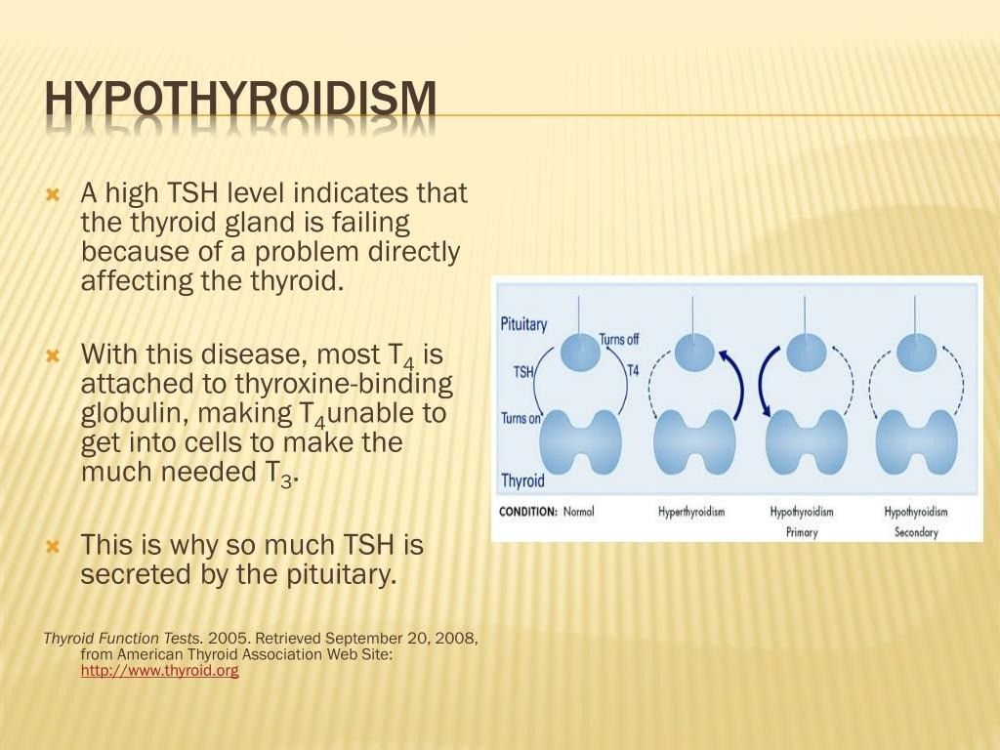 HYPOTHYROIDISM
A high TSH level indicates that
the thyroid gland is failing
because of a problem directly
affecting the thyroid.
With this disease, most T4 is
attached to thyroxine-binding
globulin, making T4unable to
get into cells to make the
much needed T3.
This is why so much TSH is
secreted by the pituitary.
Thyroid Function Tests. 2005. Retrieved September 20, 2008,
from American Thyroid Association Web Site:
http://www.thyroid.org
Pituitary
Turns off
TSH
T4
Turns on
Thyroid
CONDITION: Normal
Hyperthyroidism
Hypothyroidism
Primary
Hypothyroidism
Secondary